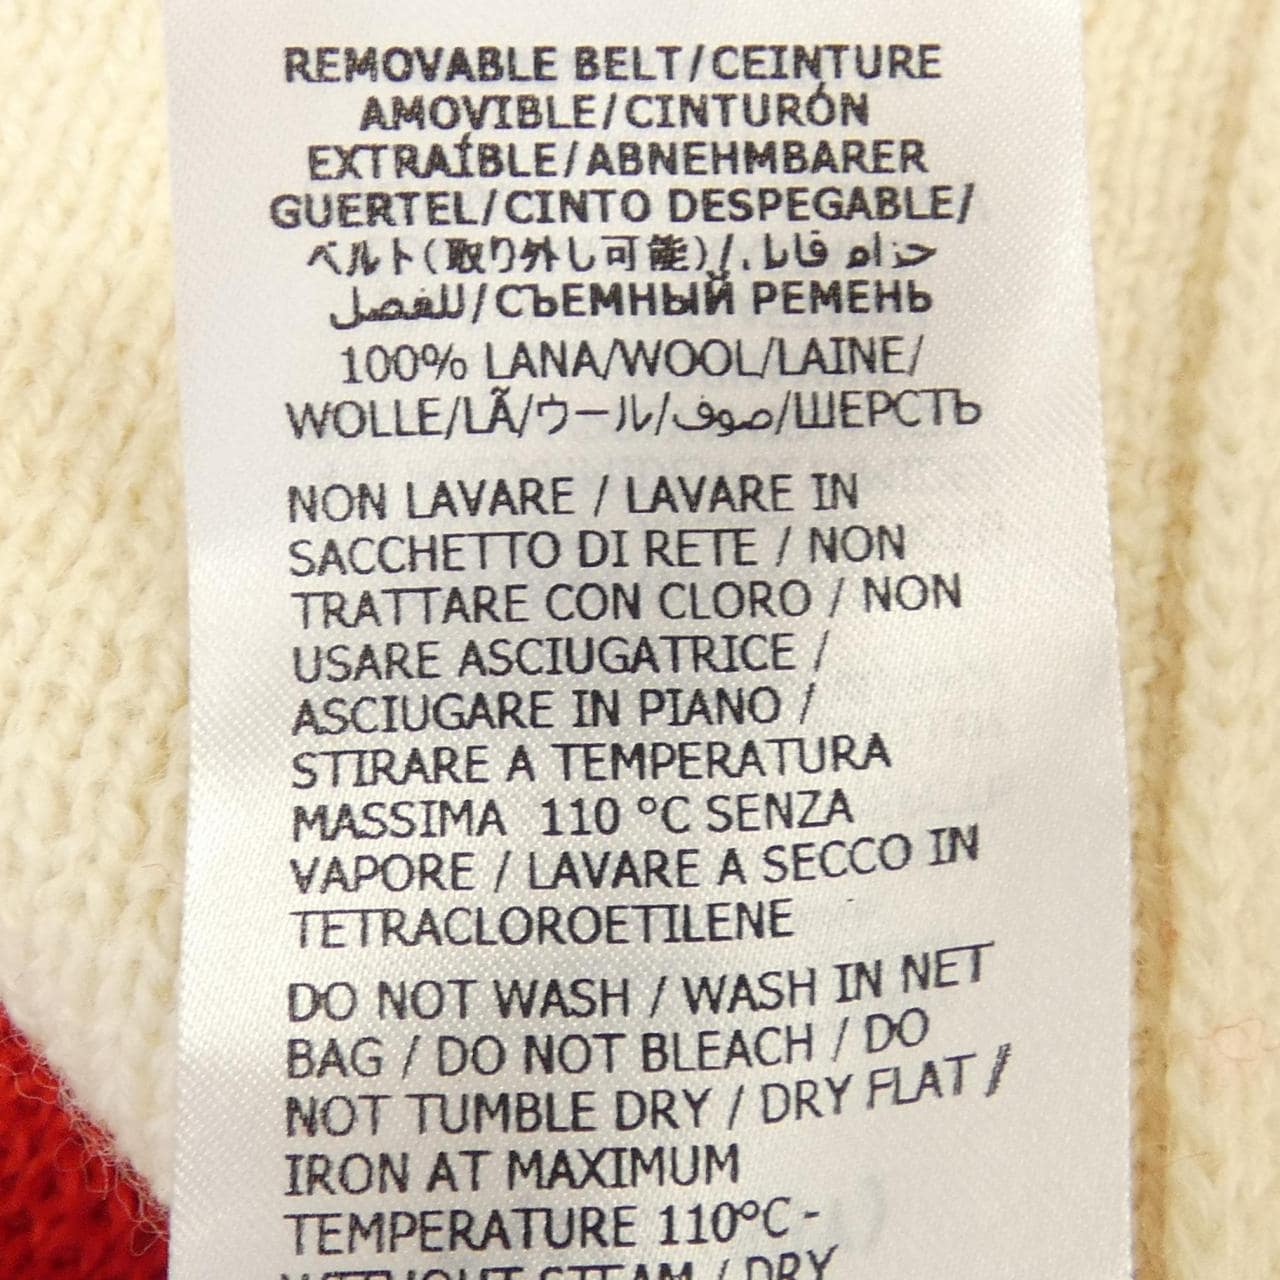 REMOVABLE BELT/CEINTURE
AMOVIBLE/CINTURÓN
EXTRAÍBLE/ABNEHMBARER
GUERTEL/CINTO DESPEGABLE/
ベルト(取り外し可能)/. حزام قابل
للفصل/СЪЕМНЫЙ РЕМЕНЬ
100% LANA/WOOL/LAINE/
WOLLE/LÃ/ウール/صوف/ШЕРСТЬ
NON LAVARE / LAVARE IN
SACCHETTO DI RETE / NON
TRATTARE CON CLORO / NON
USARE ASCIUGATRICE /
ASCIUGARE IN PIANO /
STIRARE A TEMPERATURA
MASSIMA 110 °C SENZA
VAPORE / LAVARE A SECCO IN
TETRACLOROETILENE
DO NOT WASH / WASH IN NET
BAG / DO NOT BLEACH / DO
NOT TUMBLE DRY / DRY FLAT /
IRON AT MAXIMUM
TEMPERATURE 110°C -
WITHOUT STEAM / DRY